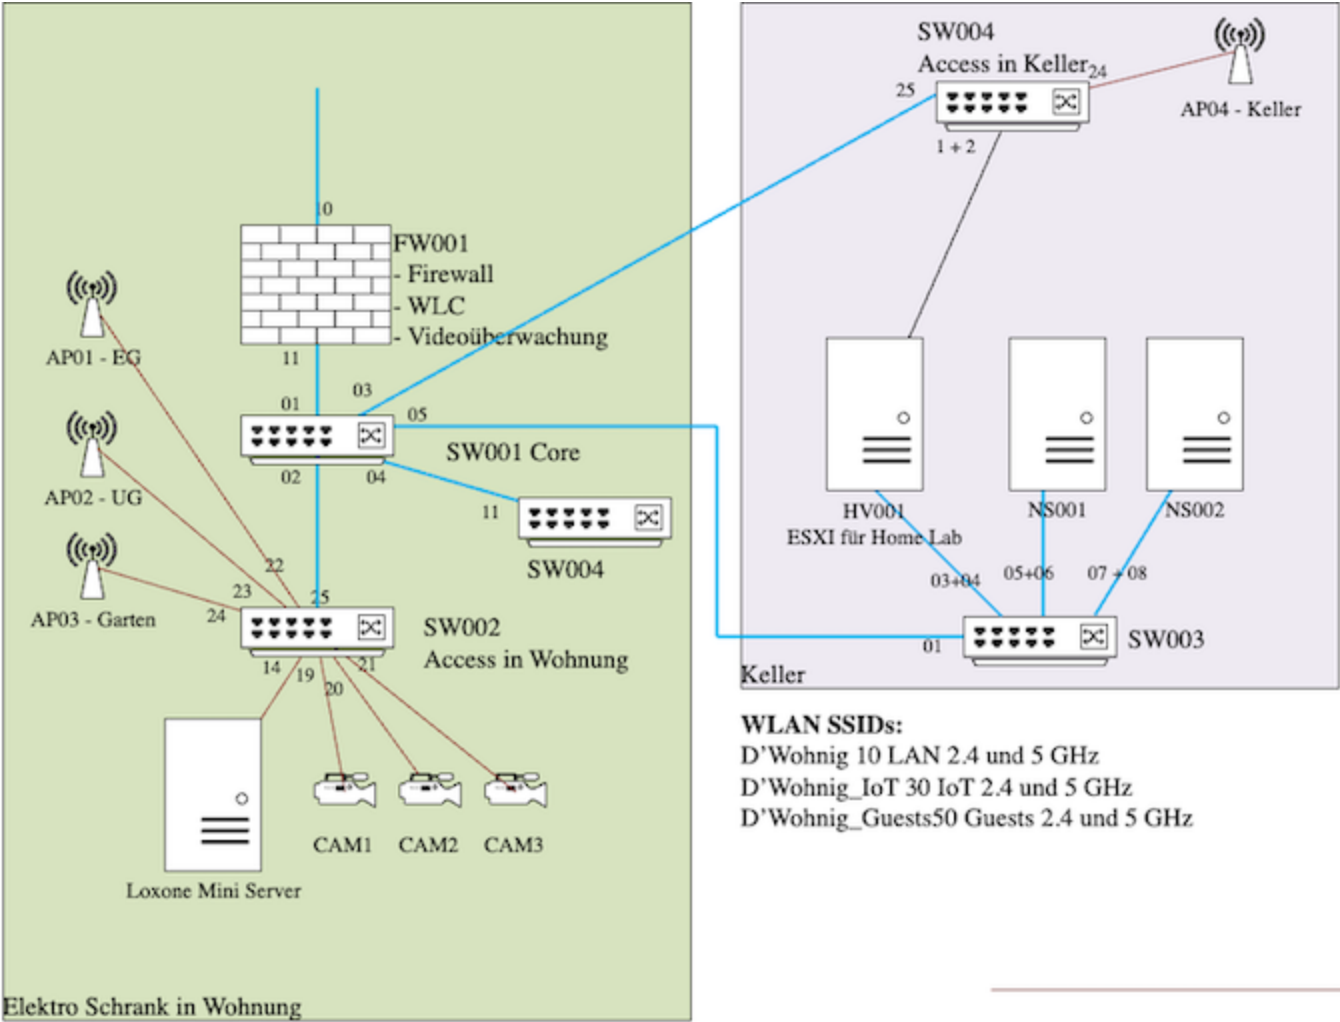 10
FW001
- Firewall
- WLC
- Videoüberwachung
11
AP01 - EG
03
01
05
SW001 Core
02
04
AP02 - UG
11
SW004
22
23
25
24
AP03 - Garten
SW002
Access in Wohnung
14
19
20
21
CAM1
CAM2
CAM3
Loxone Mini Server
Elektro Schrank in Wohnung
SW004
Access in Keller
24
25
AP04 - Keller
1 + 2
HV001
ESXI für Home Lab
NS001
NS002
03+04
05+06
07 + 08
01
SW003
Keller
WLAN SSIDs:
D'Wohnig 10 LAN 2.4 und 5 GHz
D'Wohnig_IoT 30 IoT 2.4 und 5 GHz
D'Wohnig_Guests50 Guests 2.4 und 5 GHz